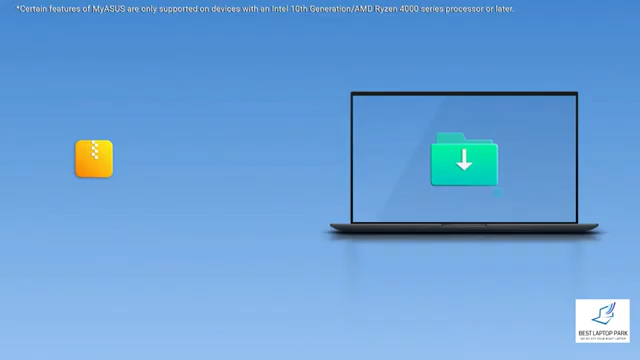 *Certain features of MyASUS are only supported on devices with an Intel 10th Generation/AMD Ryzen 4000 series processor or later.
BEST LAPTOP PARK